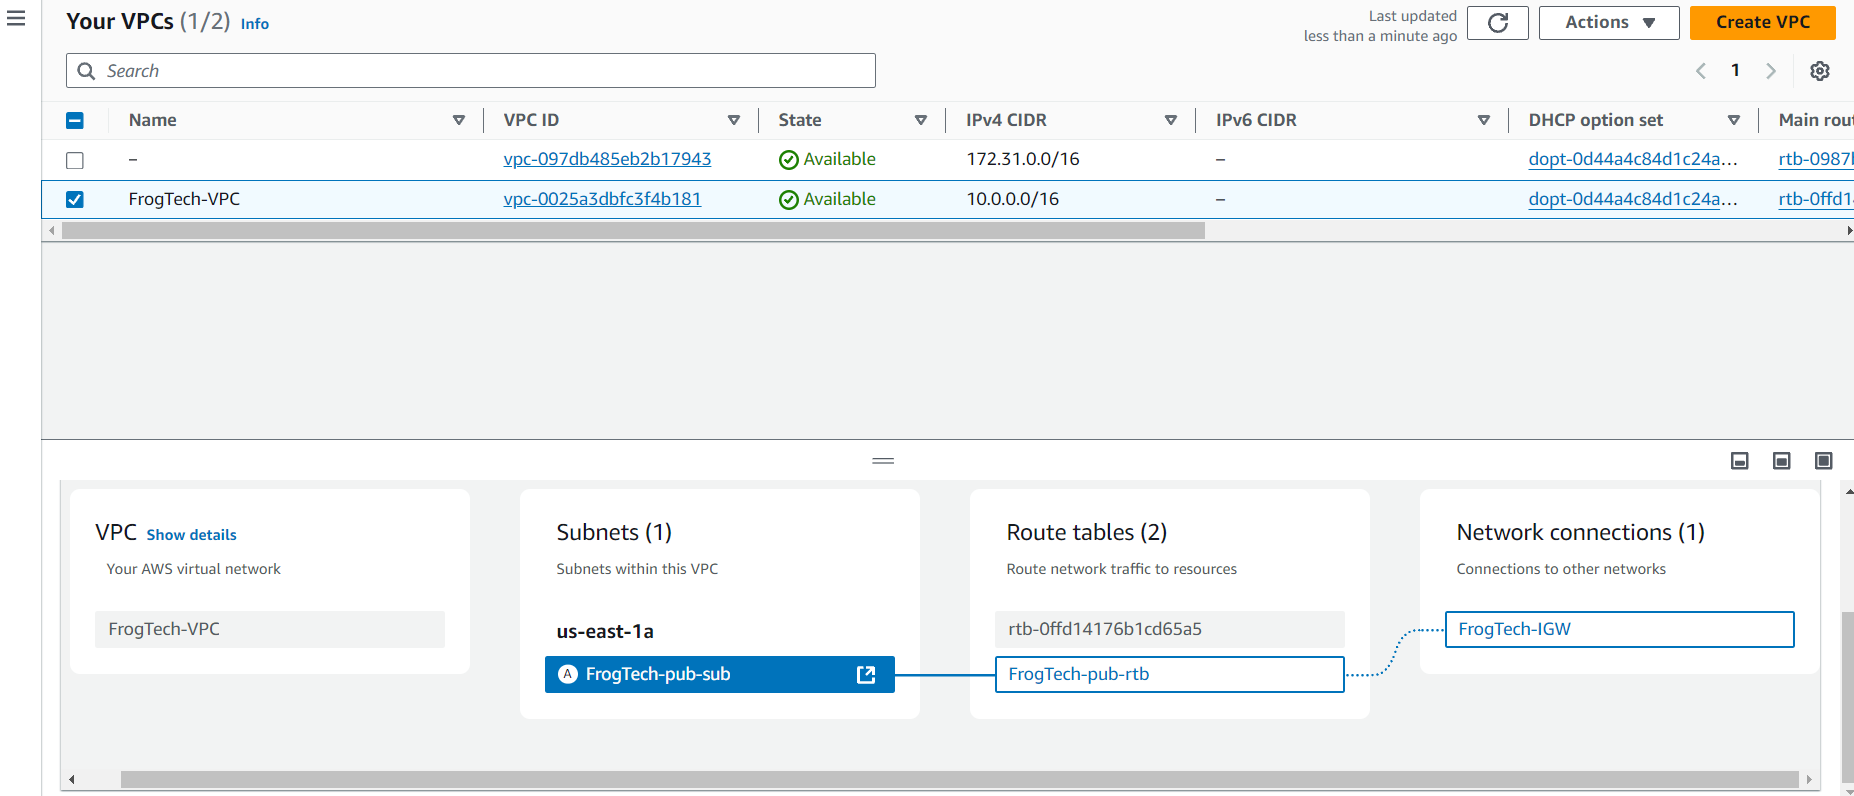 Your VPCs (1/2) Info
Last updated
less than a minute ago
Actions
Create VPC
Search
1
Name VPC ID State IPv4 CIDR IPv6 CIDR DHCP option set Main rout
– vpc-097db485eb2b17943 Available 172.31.0.0/16 – dopt-0d44a4c84d1c24a… rtb-0987b
FrogTech-VPC vpc-0025a3dbfc3f4b181 Available 10.0.0.0/16 – dopt-0d44a4c84d1c24a… rtb-0ffd1
VPC Show details
Your AWS virtual network
FrogTech-VPC
Subnets (1)
Subnets within this VPC
us-east-1a
A FrogTech-pub-sub
Route tables (2)
Route network traffic to resources
rtb-0ffd14176b1cd65a5
FrogTech-pub-rtb
Network connections (1)
Connections to other networks
FrogTech-IGW